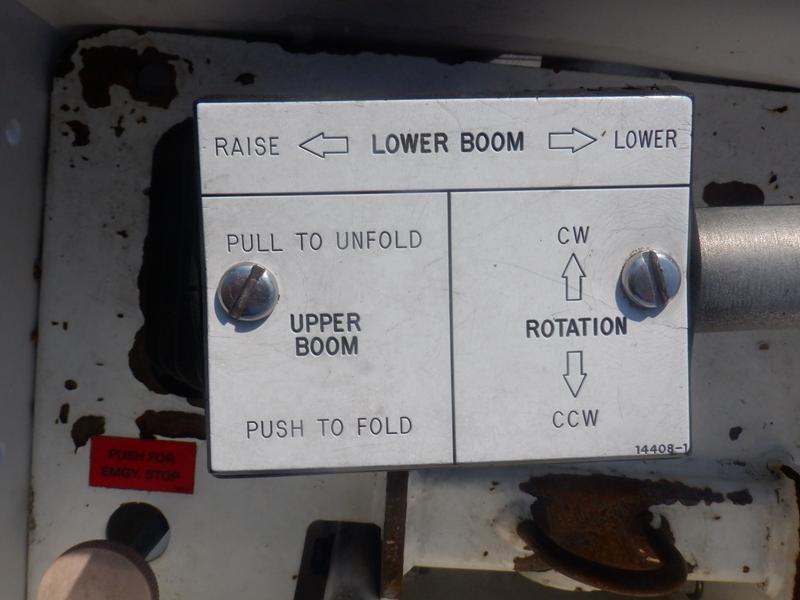 RAISE LOWER BOOM LOWER
PULL TO UNFOLD
UPPER
BOOM
PUSH TO FOLD
CW
ROTATION
CCW
14408-1
PUSH FOR
EMGY. STOP